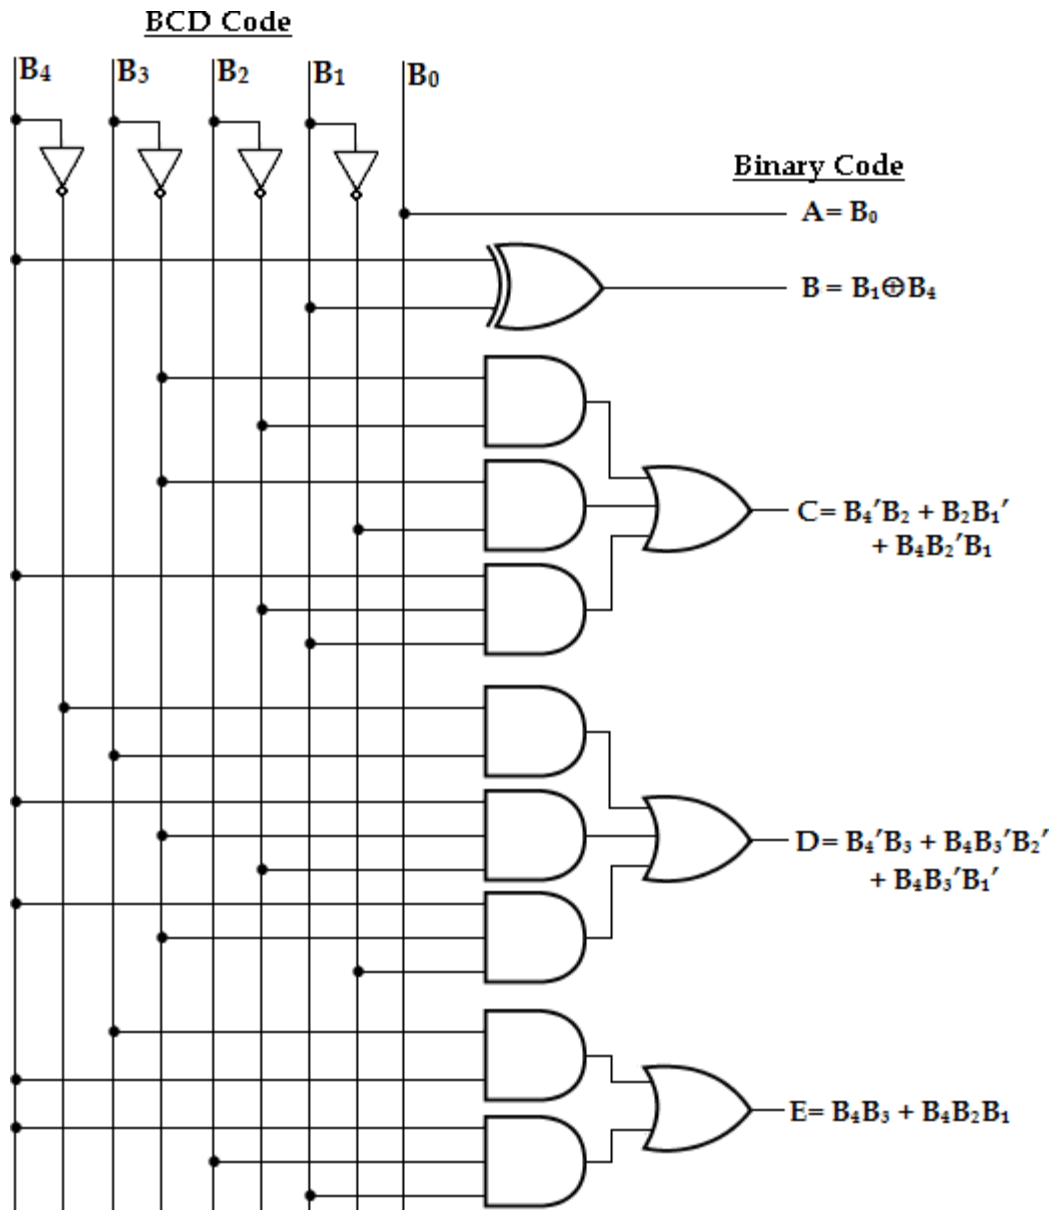 BCD Code
B₄ B₃ B₂ B₁ B₀
Binary Code
A= B₀
B = B₁⊕B₄
C= B₄′B₂ + B₂B₁′
+ B₄B₂′B₁
D= B₄′B₃ + B₄B₃′B₂′
+ B₄B₃′B₁′
E= B₄B₃ + B₄B₂B₁